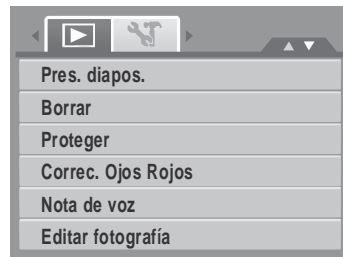 Pres. diapos.
Borrar
Proteger
Correc. Ojos Rojos
Nota de voz
Editar fotografía